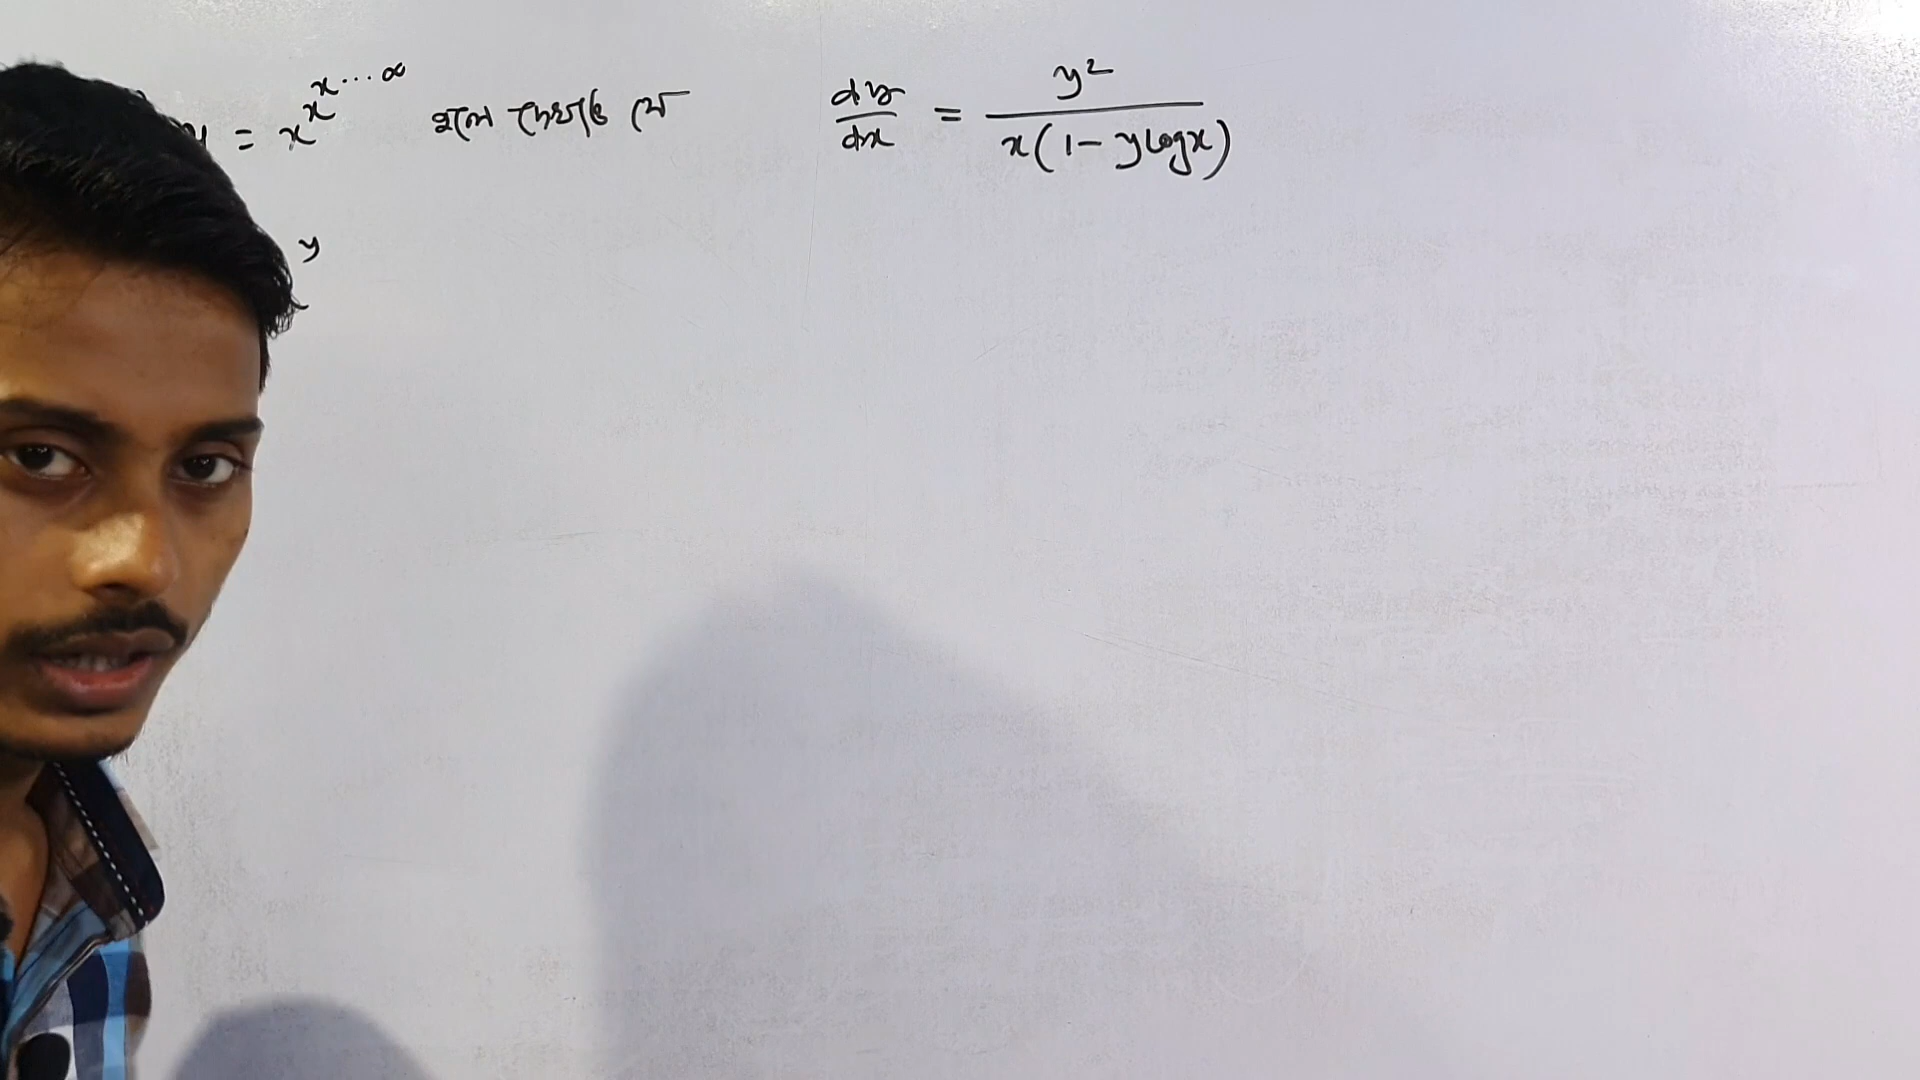 y = x^x^x...∞ হলে দেখাও যে dy/dx = y²/x(1 - y log x)
y